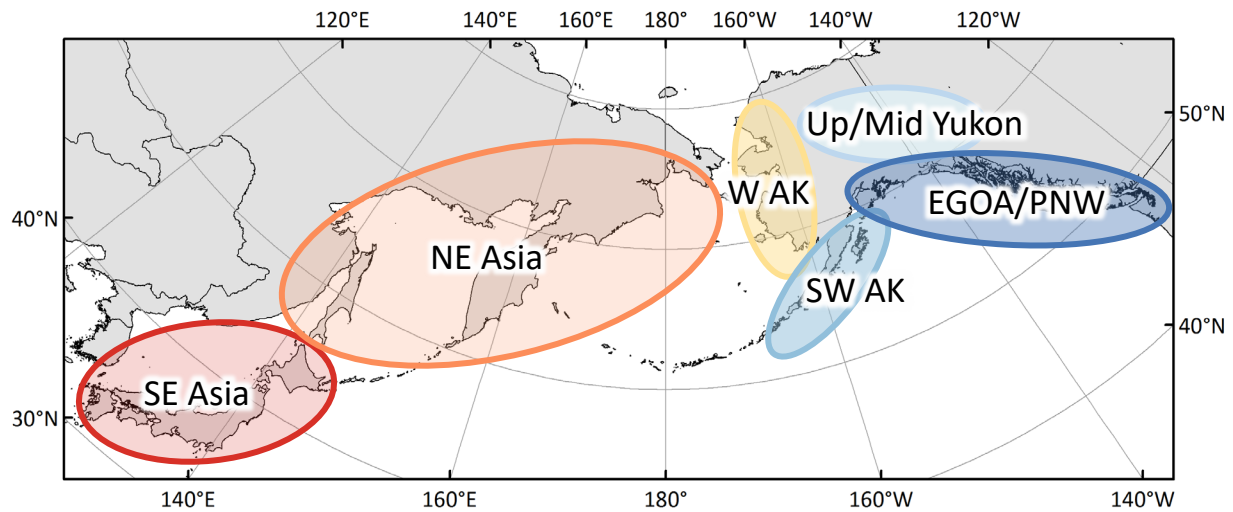 120°E 140°E 160°E 180° 160°W 140°W 120°W
50°N
Up/Mid Yukon
W AK
EGOA/PNW
40°N
NE Asia
SW AK
40°N
SE Asia
30°N
140°E 160°E 180° 160°W 140°W